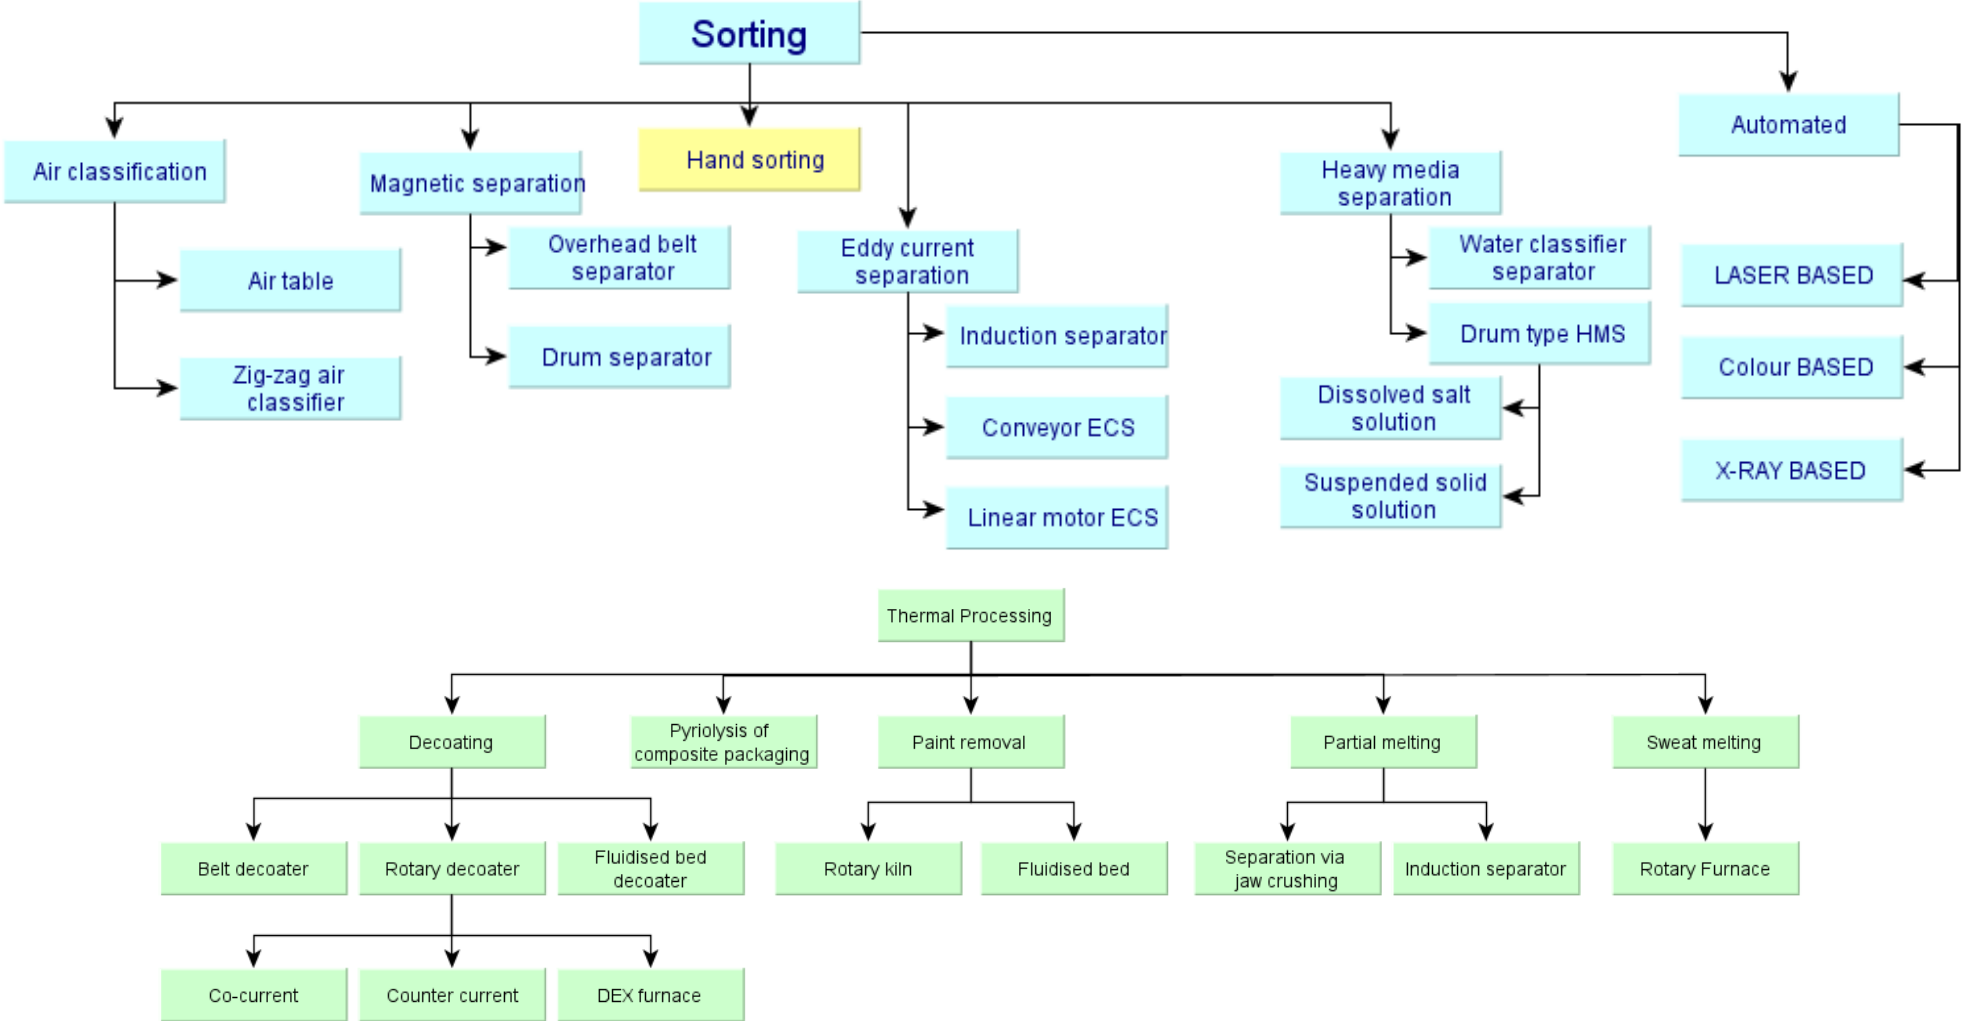 Sorting
Automated
Hand sorting
Air classification
Magnetic separation
Heavy media
separation
Eddy current
separation
Overhead belt
separator
Water classifier
separator
Air table
LASER BASED
Drum separator
Induction separator
Drum type HMS
Colour BASED
Zig-zag air
classifier
Conveyor ECS
Dissolved salt
solution
X-RAY BASED
Linear motor ECS
Suspended solid
solution
Thermal Processing
Decoating
Pyriolysis of
composite packaging
Paint removal
Partial melting
Sweat melting
Belt decoater
Rotary decoater
Fluidised bed
decoater
Rotary kiln
Fluidised bed
Separation via
jaw crushing
Induction separator
Rotary Furnace
Co-current
Counter current
DEX furnace